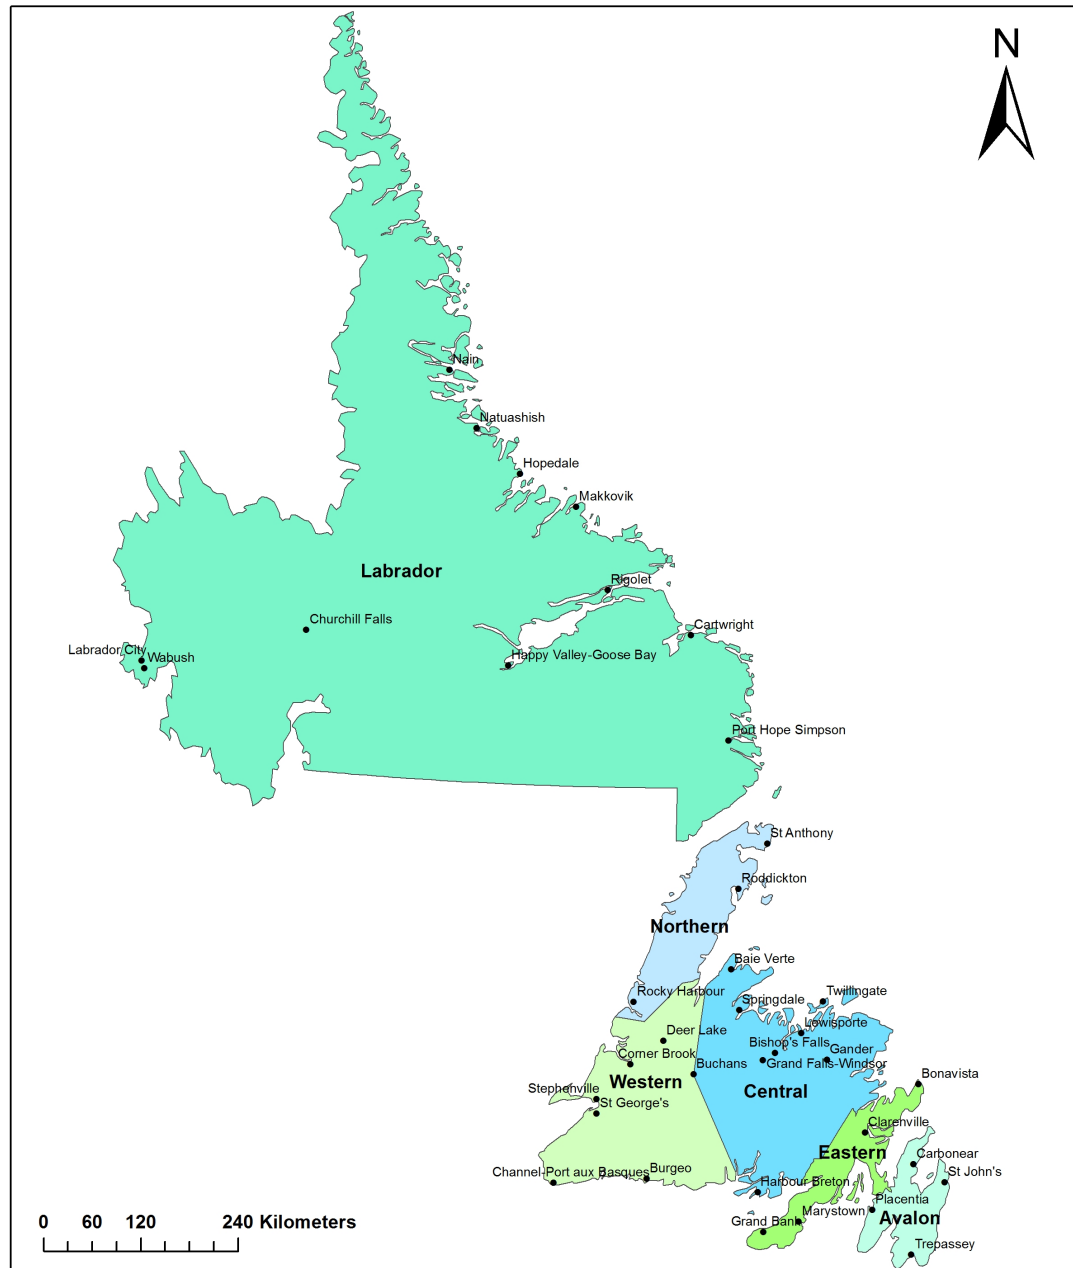 N
Nain
Natuashish
Hopedale
Makkovik
Labrador
Rigolet
Churchill Falls
Cartwright
Labrador City
Wabush
Happy Valley-Goose Bay
Port Hope Simpson
St Anthony
Roddickton
Northern
Baie Verte
Rocky Harbour
Springdale
Twillingate
Lewisporte
Deer Lake
Bishop's Falls
Gander
Corner Brook
Buchans
Grand Falls-Windsor
Western
Bonavista
Stephenville
Central
St George's
Clarenville
Eastern
Carbonear
Channel-Port aux Basques
Burgeo
St John's
Harbour Breton
Placentia
Marystown
Avalon
Grand Bank
0 60 120 240 Kilometers
Trepassey